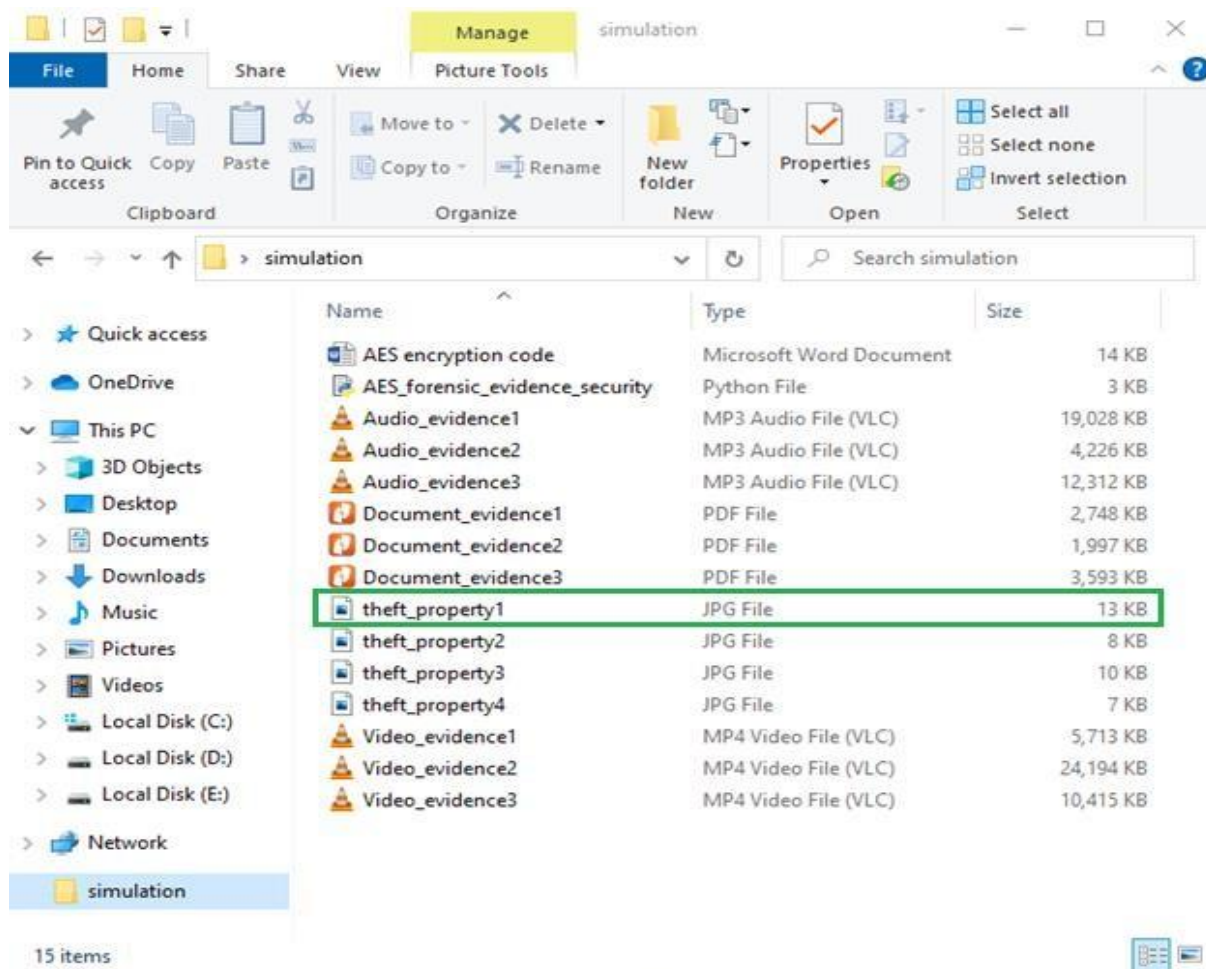 Manage simulation
File Home Share View Picture Tools
Pin to Quick access Copy Paste
Move to Delete
Copy to Rename
New folder
Properties
Select all
Select none
Invert selection
Clipboard Organize New Open Select
simulation Search simulation
Quick access
OneDrive
This PC
3D Objects
Desktop
Documents
Downloads
Music
Pictures
Videos
Local Disk (C:)
Local Disk (D:)
Local Disk (E:)
Network
simulation
Name Type Size
AES encryption code Microsoft Word Document 14 KB
AES_forensic_evidence_security Python File 3 KB
Audio_evidence1 MP3 Audio File (VLC) 19,028 KB
Audio_evidence2 MP3 Audio File (VLC) 4,226 KB
Audio_evidence3 MP3 Audio File (VLC) 12,312 KB
Document_evidence1 PDF File 2,748 KB
Document_evidence2 PDF File 1,997 KB
Document_evidence3 PDF File 3,593 KB
theft_property1 JPG File 13 KB
theft_property2 JPG File 8 KB
theft_property3 JPG File 10 KB
theft_property4 JPG File 7 KB
Video_evidence1 MP4 Video File (VLC) 5,713 KB
Video_evidence2 MP4 Video File (VLC) 24,194 KB
Video_evidence3 MP4 Video File (VLC) 10,415 KB
15 items